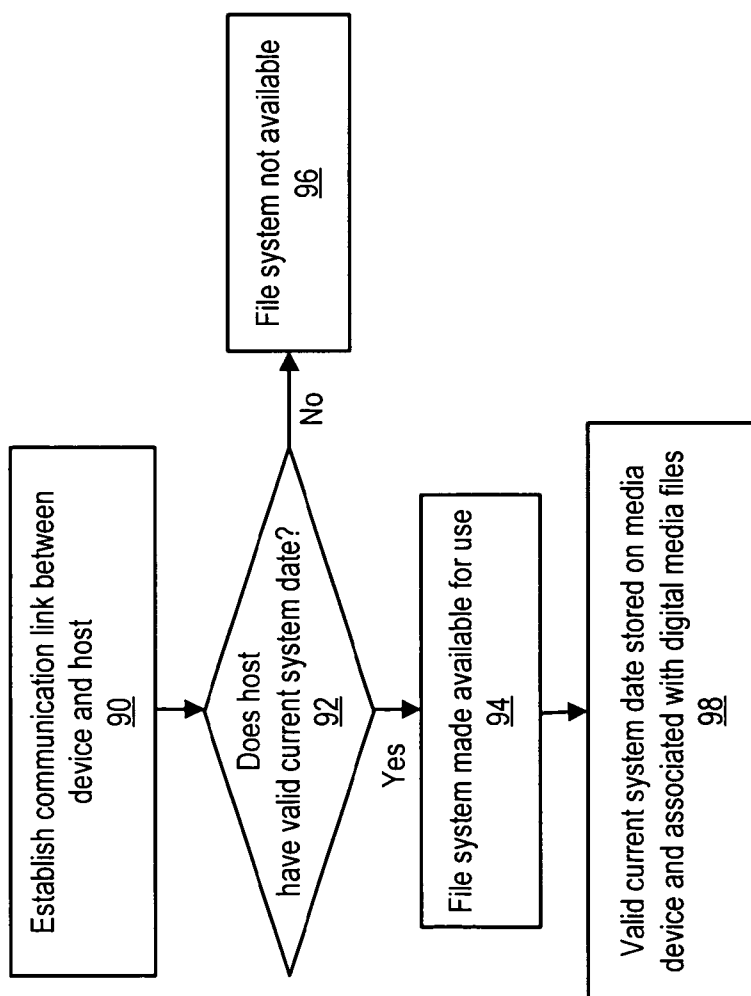 Establish communication link between
device and host
90
Does host
have valid current system date?
92
No
File system not available
96
Yes
File system made available for use
94
Valid current system date stored on media
device and associated with digital media files
98